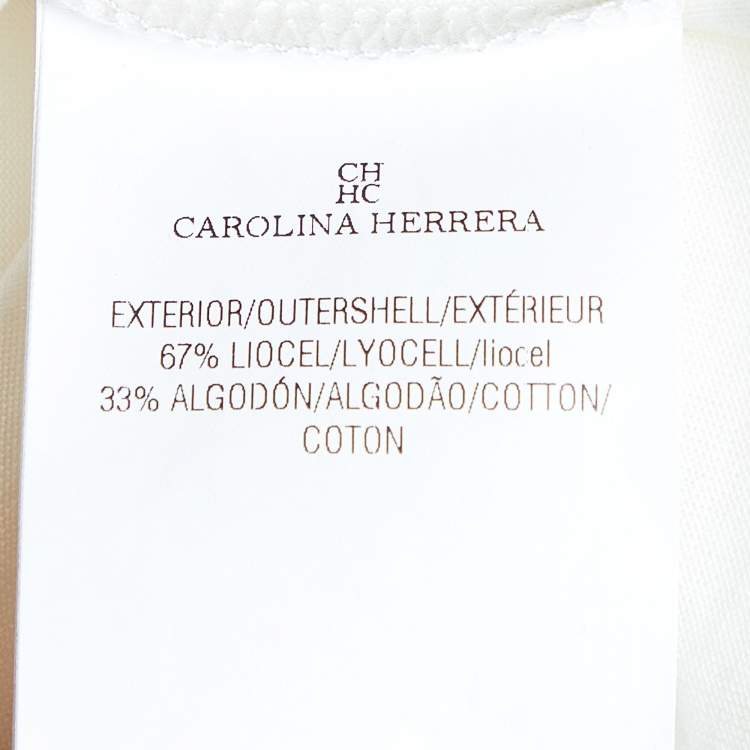 CH
HC
CAROLINA HERRERA
EXTERIOR/OUTERSHELL/EXTÉRIEUR
67% LIOCEL/LYOCELL/liocel
33% ALGODÓN/ALGODÃO/COTTON/
COTON